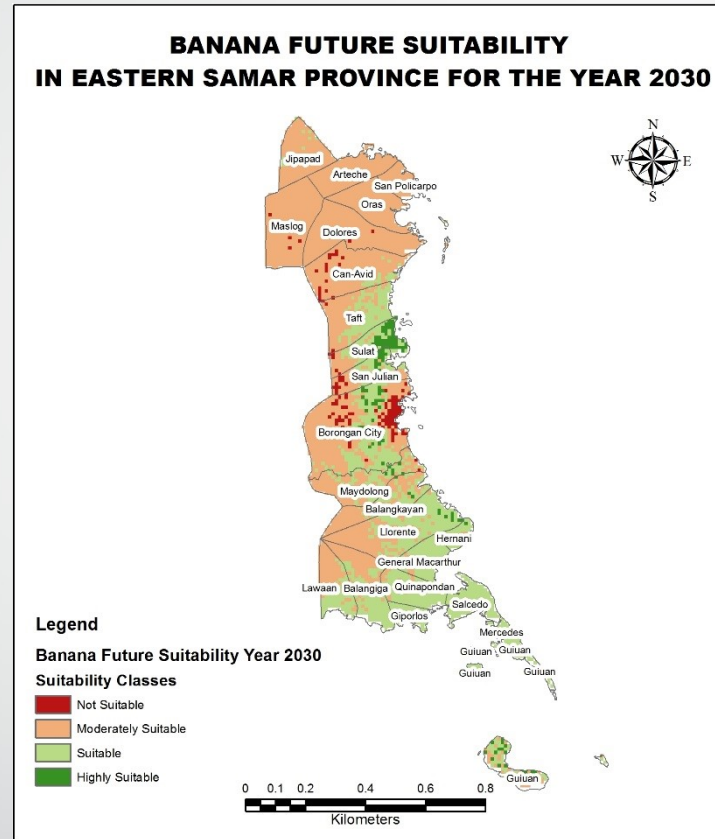 BANANA FUTURE SUITABILITY
IN EASTERN SAMAR PROVINCE FOR THE YEAR 2030
N
W E
S
Jipapad
Arteche
San Policarpo
Oras
Maslog
Dolores
Can-Avid
Taft
Sulat
San Julian
Borongan City
Maydolong
Balangkayan
Llorente
Hernani
General Macarthur
Lawaan
Balangiga
Quinapondan
Giporlos
Salcedo
Mercedes
Guiuan
Guiuan
Guiuan
Guiuan
Guiuan
Legend
Banana Future Suitability Year 2030
Suitability Classes
Not Suitable
Moderately Suitable
Suitable
Highly Suitable
0 0.1 0.2 0.4 0.6 0.8
Kilometers